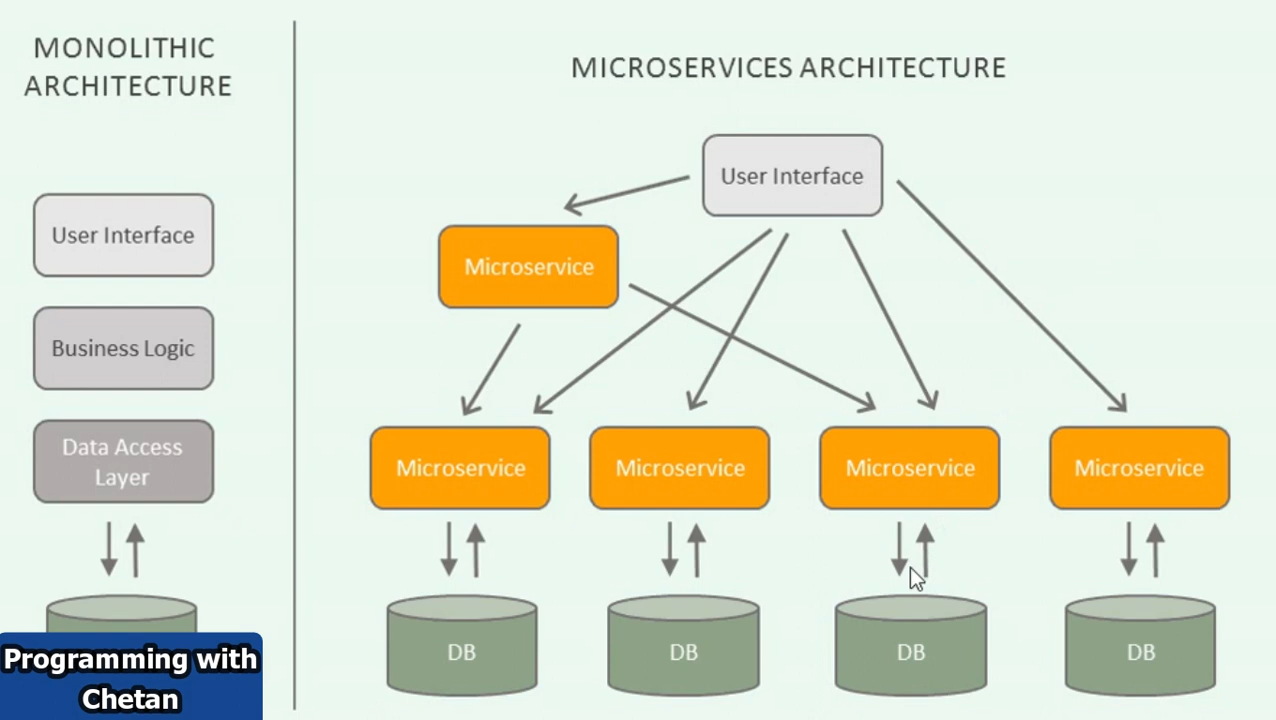 MONOLITHIC
ARCHITECTURE
User Interface
Business Logic
Data Access
Layer
Programming with
Chetan
MICROSERVICES ARCHITECTURE
User Interface
Microservice
Microservice
Microservice
Microservice
Microservice
DB
DB
DB
DB